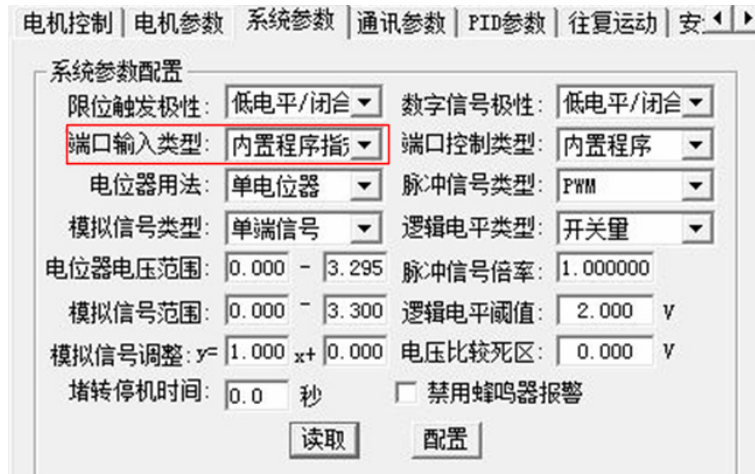 电机控制 电机参数 系统参数 通讯参数 PID参数 往复运动 安
系统参数配置
限位触发极性: 低电平/闭合 数字信号极性: 低电平/闭合
端口输入类型: 内置程序指 端口控制类型: 内置程序
电位器用法: 单电位器 脉冲信号类型: PWM
模拟信号类型: 单端信号 逻辑电平类型: 开关量
电位器电压范围: 0.000 - 3.295 脉冲信号倍率: 1.000000
模拟信号范围: 0.000 - 3.300 逻辑电平阈值: 2.000 V
模拟信号调整: y= 1.000 x+ 0.000 电压比较死区: 0.000 V
堵转停机时间: 0.0 秒 禁用蜂鸣器报警
读取 配置